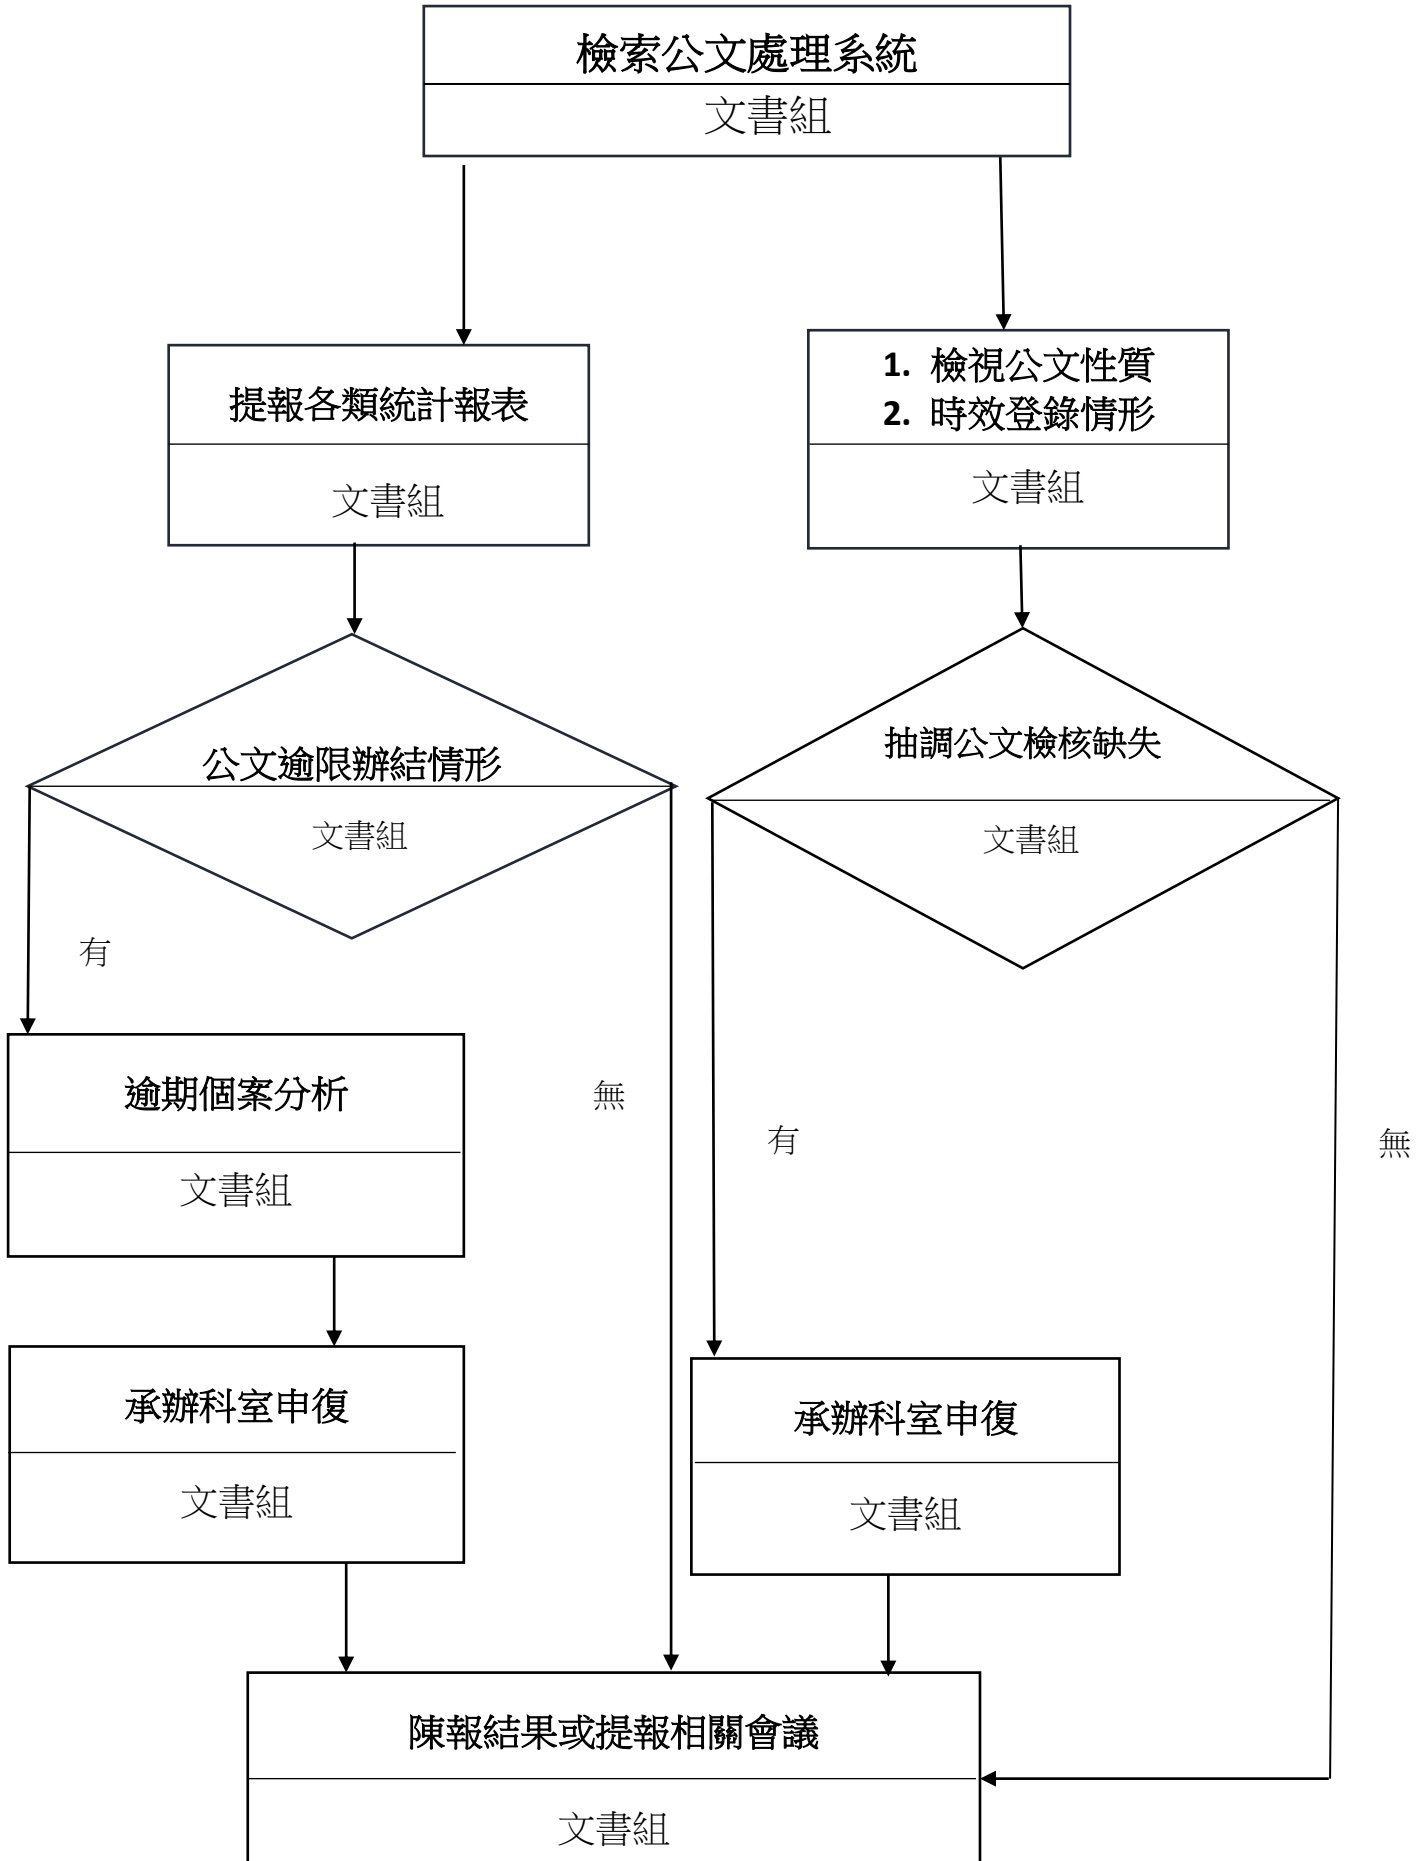 檢索公文處理系統
文書組
提報各類統計報表
文書組
1. 檢視公文性質
2. 時效登錄情形
文書組
公文逾限辦結情形
文書組
抽調公文檢核缺失
文書組
有
無
有
無
逾期個案分析
文書組
承辦科室申復
文書組
承辦科室申復
文書組
陳報結果或提報相關會議
文書組